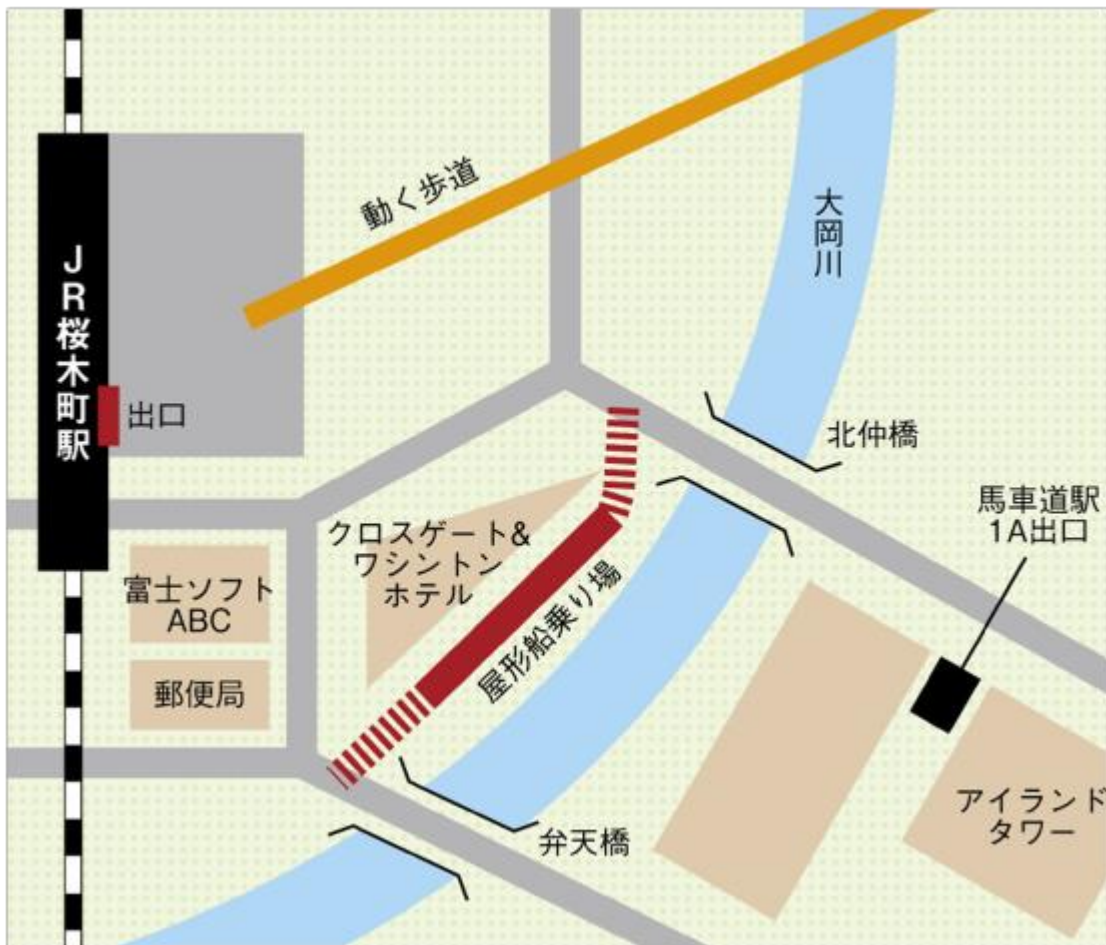 動く歩道
大岡川
JR桜木町駅
出口
北仲橋
馬車道駅
1A出口
クロスゲート&
ワシントン
ホテル
富士ソフト
ABC
屋形船乗り場
郵便局
アイランド
タワー
弁天橋